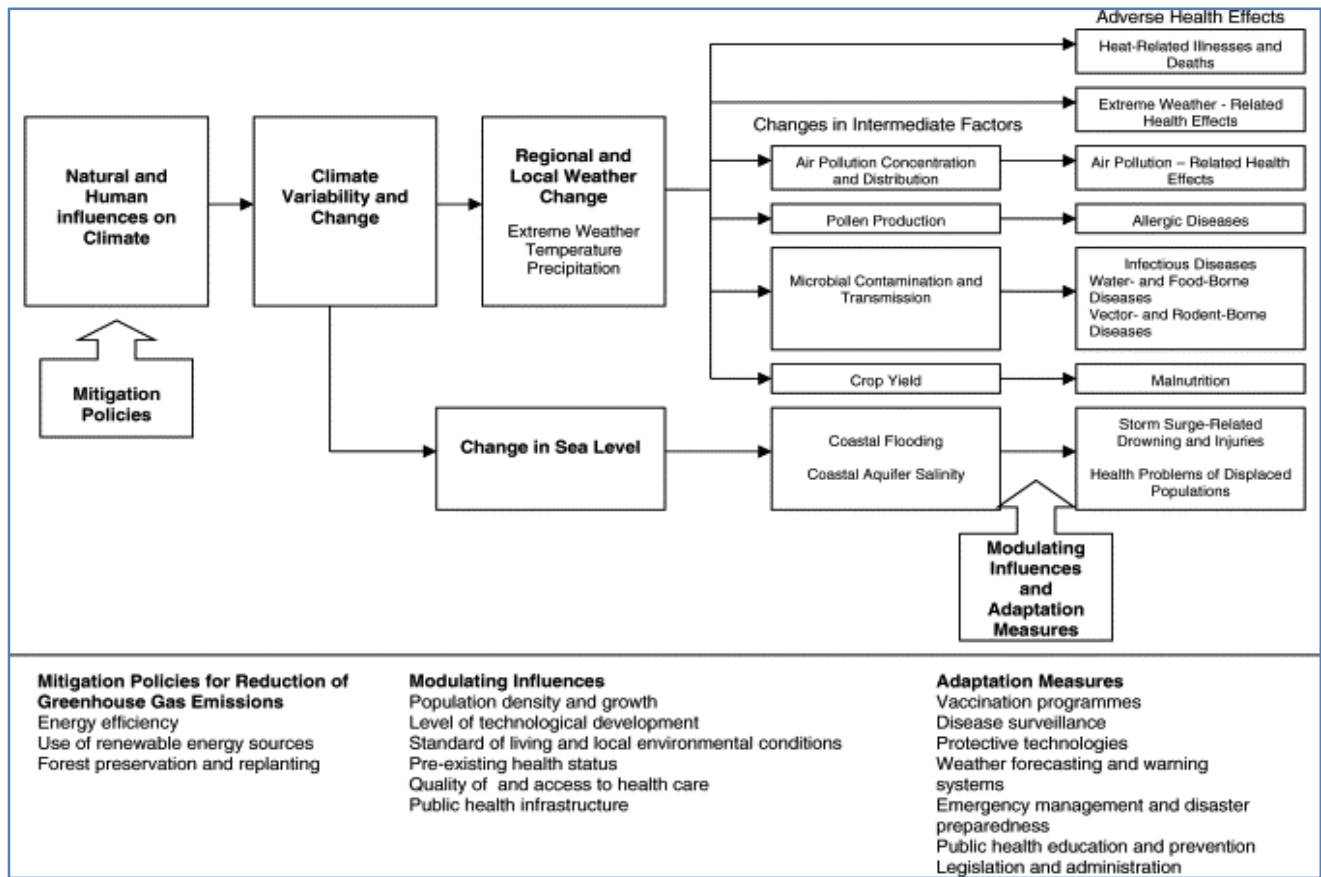 Adverse Health Effects
Heat-Related Illnesses and
Deaths
Extreme Weather - Related
Health Effects
Changes in Intermediate Factors
Natural and
Human
influences on
Climate
Climate
Variability and
Change
Regional and
Local Weather
Change
Extreme Weather
Temperature
Precipitation
Air Pollution Concentration
and Distribution
Air Pollution – Related Health
Effects
Pollen Production
Allergic Diseases
Microbial Contamination and
Transmission
Infectious Diseases
Water- and Food-Borne
Diseases
Vector- and Rodent-Borne
Diseases
Crop Yield
Malnutrition
Mitigation
Policies
Change in Sea Level
Coastal Flooding
Coastal Aquifer Salinity
Storm Surge-Related
Drowning and Injuries
Health Problems of Displaced
Populations
Modulating
Influences
and
Adaptation
Measures
Mitigation Policies for Reduction of
Greenhouse Gas Emissions
Energy efficiency
Use of renewable energy sources
Forest preservation and replanting
Modulating Influences
Population density and growth
Level of technological development
Standard of living and local environmental conditions
Pre-existing health status
Quality of and access to health care
Public health infrastructure
Adaptation Measures
Vaccination programmes
Disease surveillance
Protective technologies
Weather forecasting and warning
systems
Emergency management and disaster
preparedness
Public health education and prevention
Legislation and administration